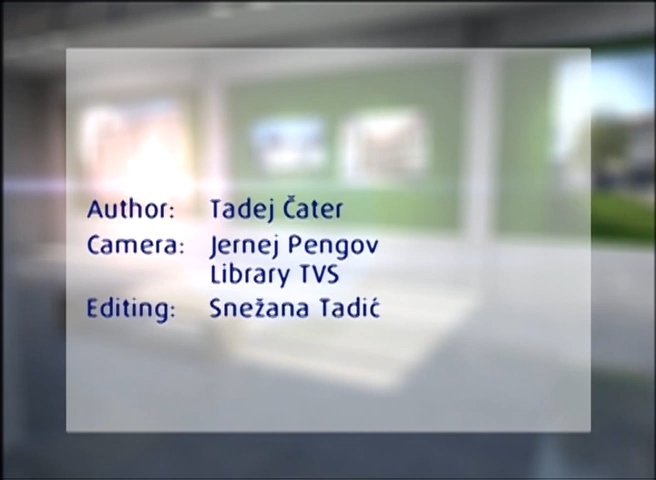 Author: Tadej Čater
Camera: Jernej Pengov
Library TVS
Editing: Snežana Tadić